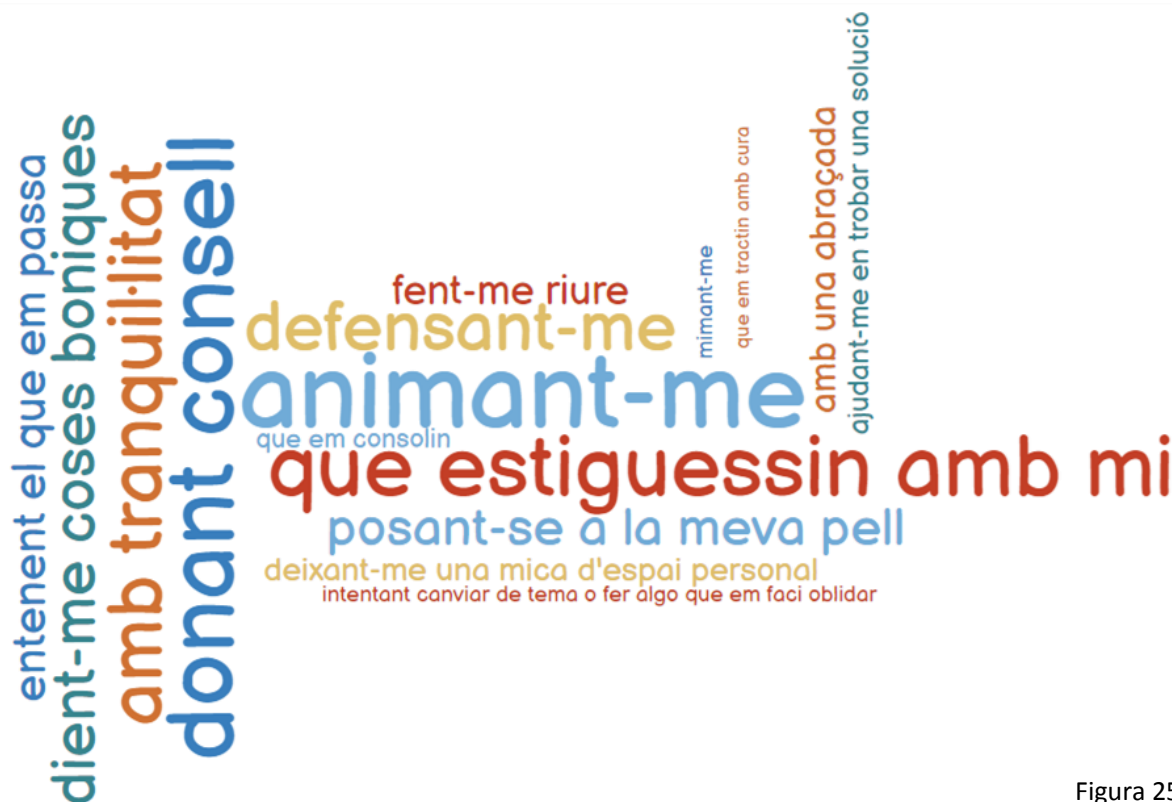 entenent el que em passa
dient-me coses boniques
amb tranquil·litat
donant consell
fent-me riure
defensant-me
animant-me
que em consolin
que estiguessin amb mi
posant-se a la meva pell
deixant-me una mica d'espai personal
intentant canviar de tema o fer algo que em faci oblidar
mimant-me
que em tractin amb cura
amb una abraçada
ajudant-me en trobar una solució
Figura 25